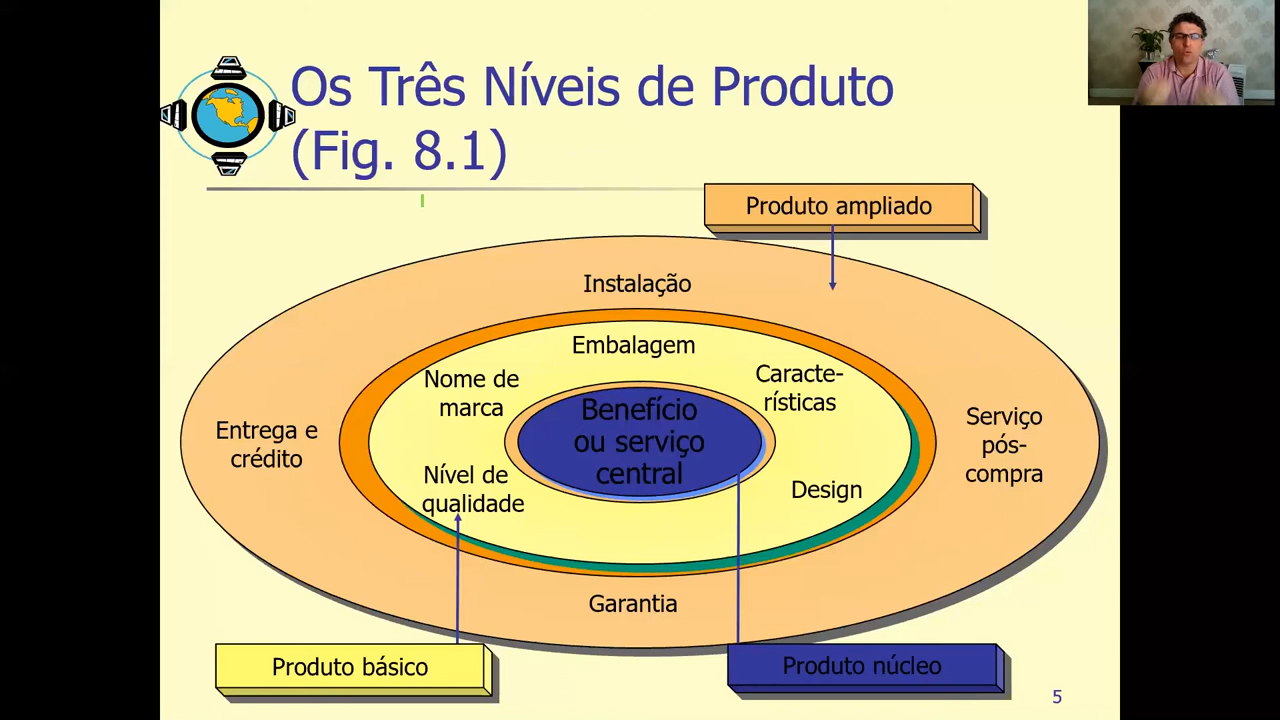 Os Três Níveis de Produto
(Fig. 8.1)
Produto ampliado
Instalação
Embalagem
Nome de
marca
Caracte-
rísticas
Benefício
ou serviço
central
Entrega e
crédito
Serviço
pós-
compra
Nível de
qualidade
Design
Garantia
Produto básico
Produto núcleo
5